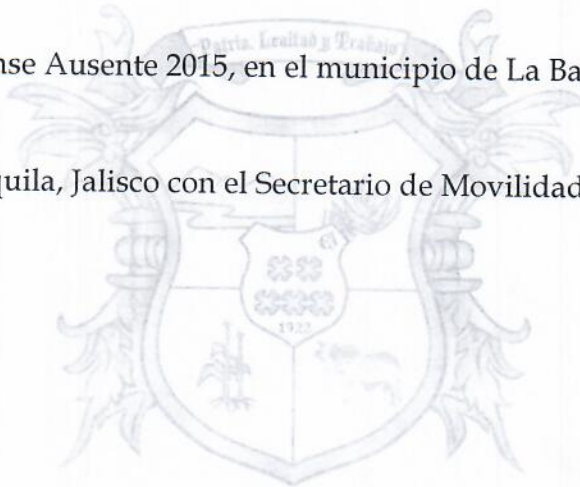 Patria, Lealtad y Trabajo
nse Ausente 2015, en el municipio de La Ba
quila, Jalisco con el Secretario de Movilidad
1922